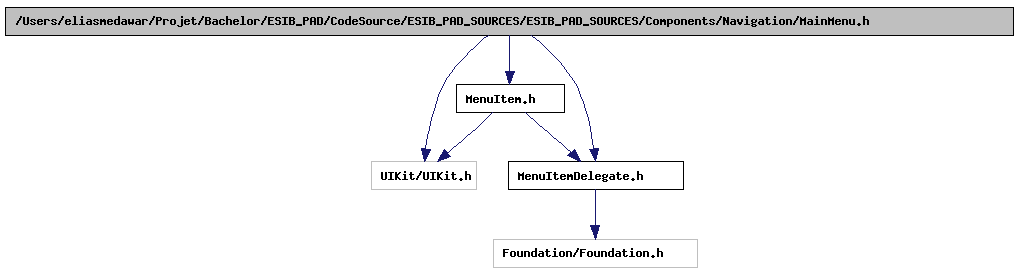 /Users/eliasmedawar/Projet/Bachelor/ESIB_PAD/CodeSource/ESIB_PAD_SOURCES/ESIB_PAD_SOURCES/Components/Navigation/MainMenu.h
MenuItem.h
UIKit/UIKit.h
MenuItemDelegate.h
Foundation/Foundation.h